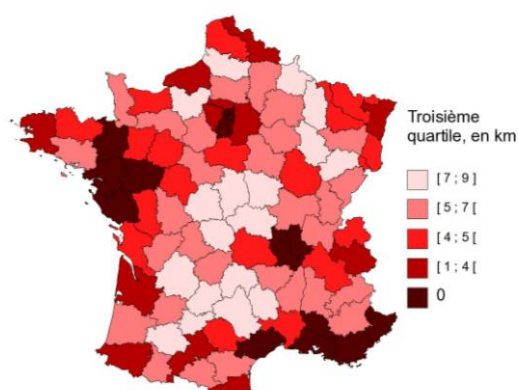 Troisième
quartile, en km
[ 7 ; 9 ]
[ 5 ; 7 [
[ 4 ; 5 [
[ 1 ; 4 [
0